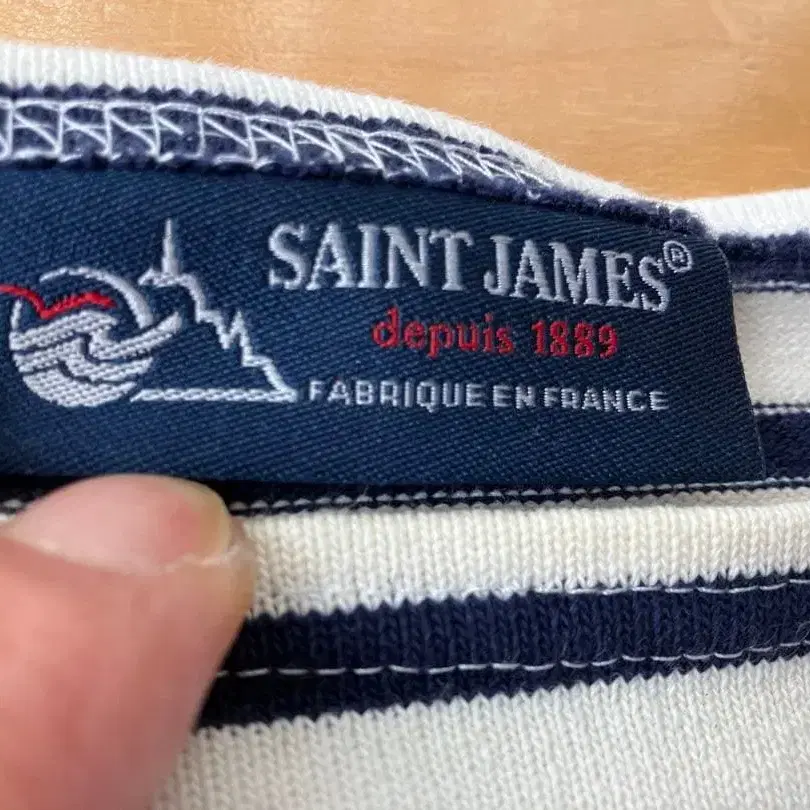 SAINT JAMES®
depuis 1889
FABRIQUE EN FRANCE